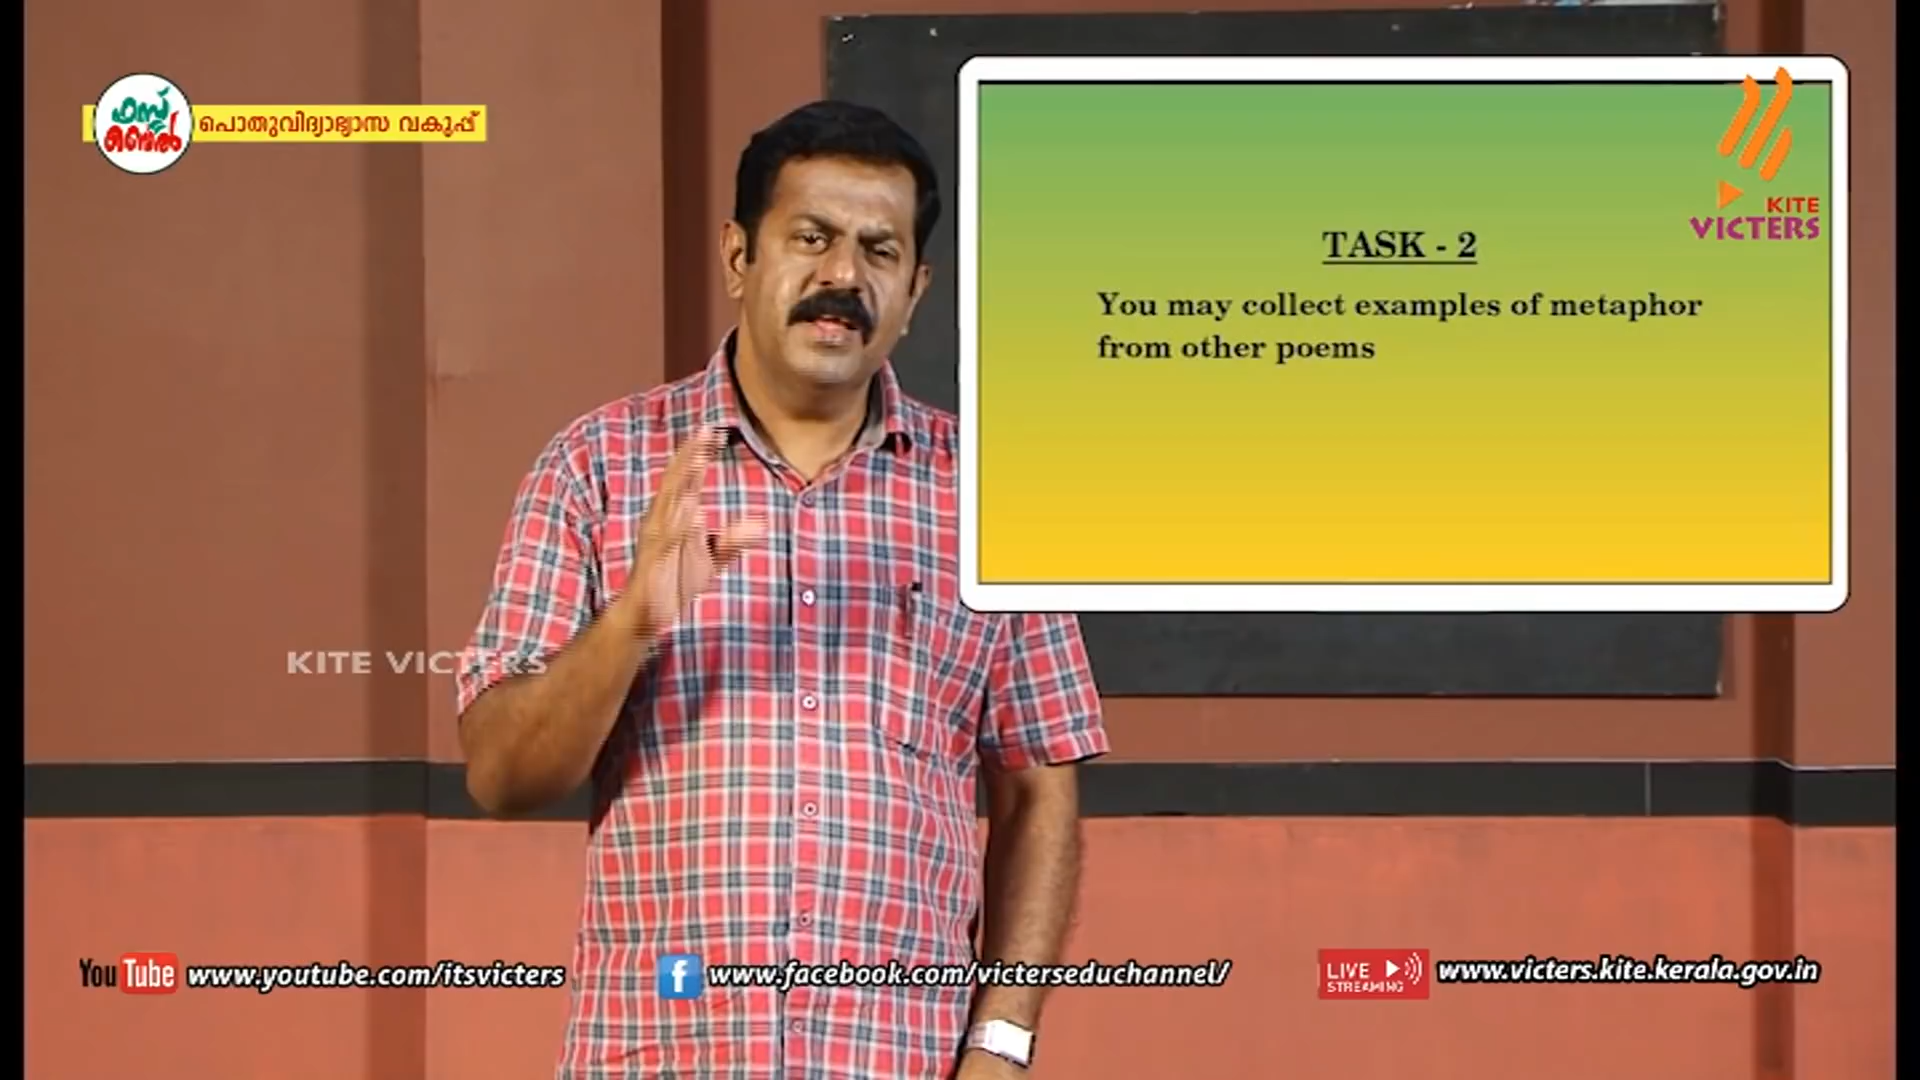 ഫസ്റ്റ്
ബെൽ
പൊതുവിദ്യാഭ്യാസ വകുപ്പ്
KITE
VICTERS
TASK - 2
You may collect examples of metaphor
from other poems
KITE VICTERS
YouTube www.youtube.com/itsvicters
f www.facebook.com/victerseduchannel/
LIVE
STREAMING
www.victers.kite.kerala.gov.in